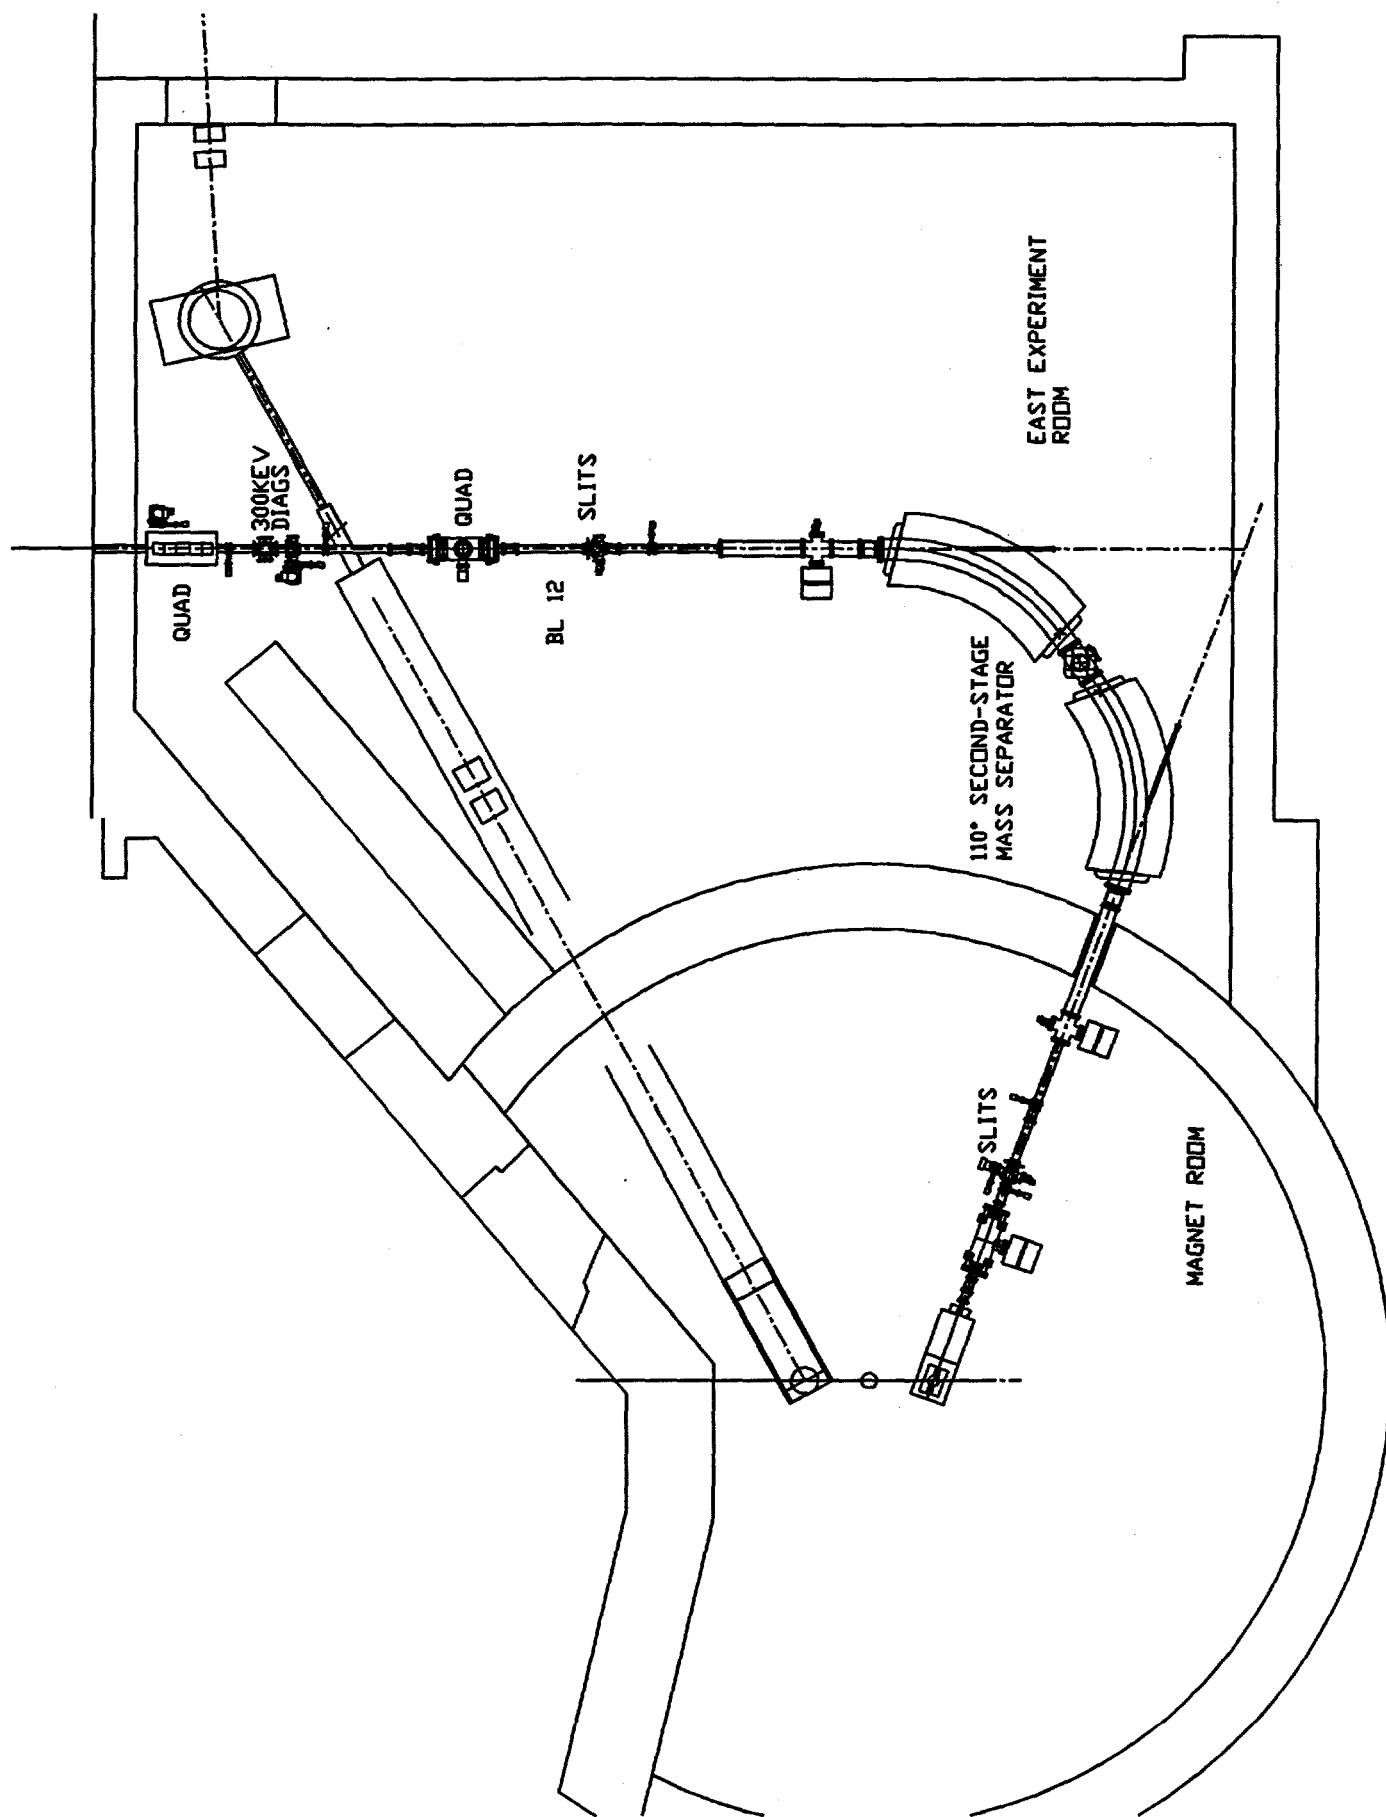 300KEV
DIAGS
QUAD
SLITS
QUAD
BL 12
EAST EXPERIMENT
ROOM
110° SECOND-STAGE
MASS SEPARATOR
SLITS
MAGNET ROOM